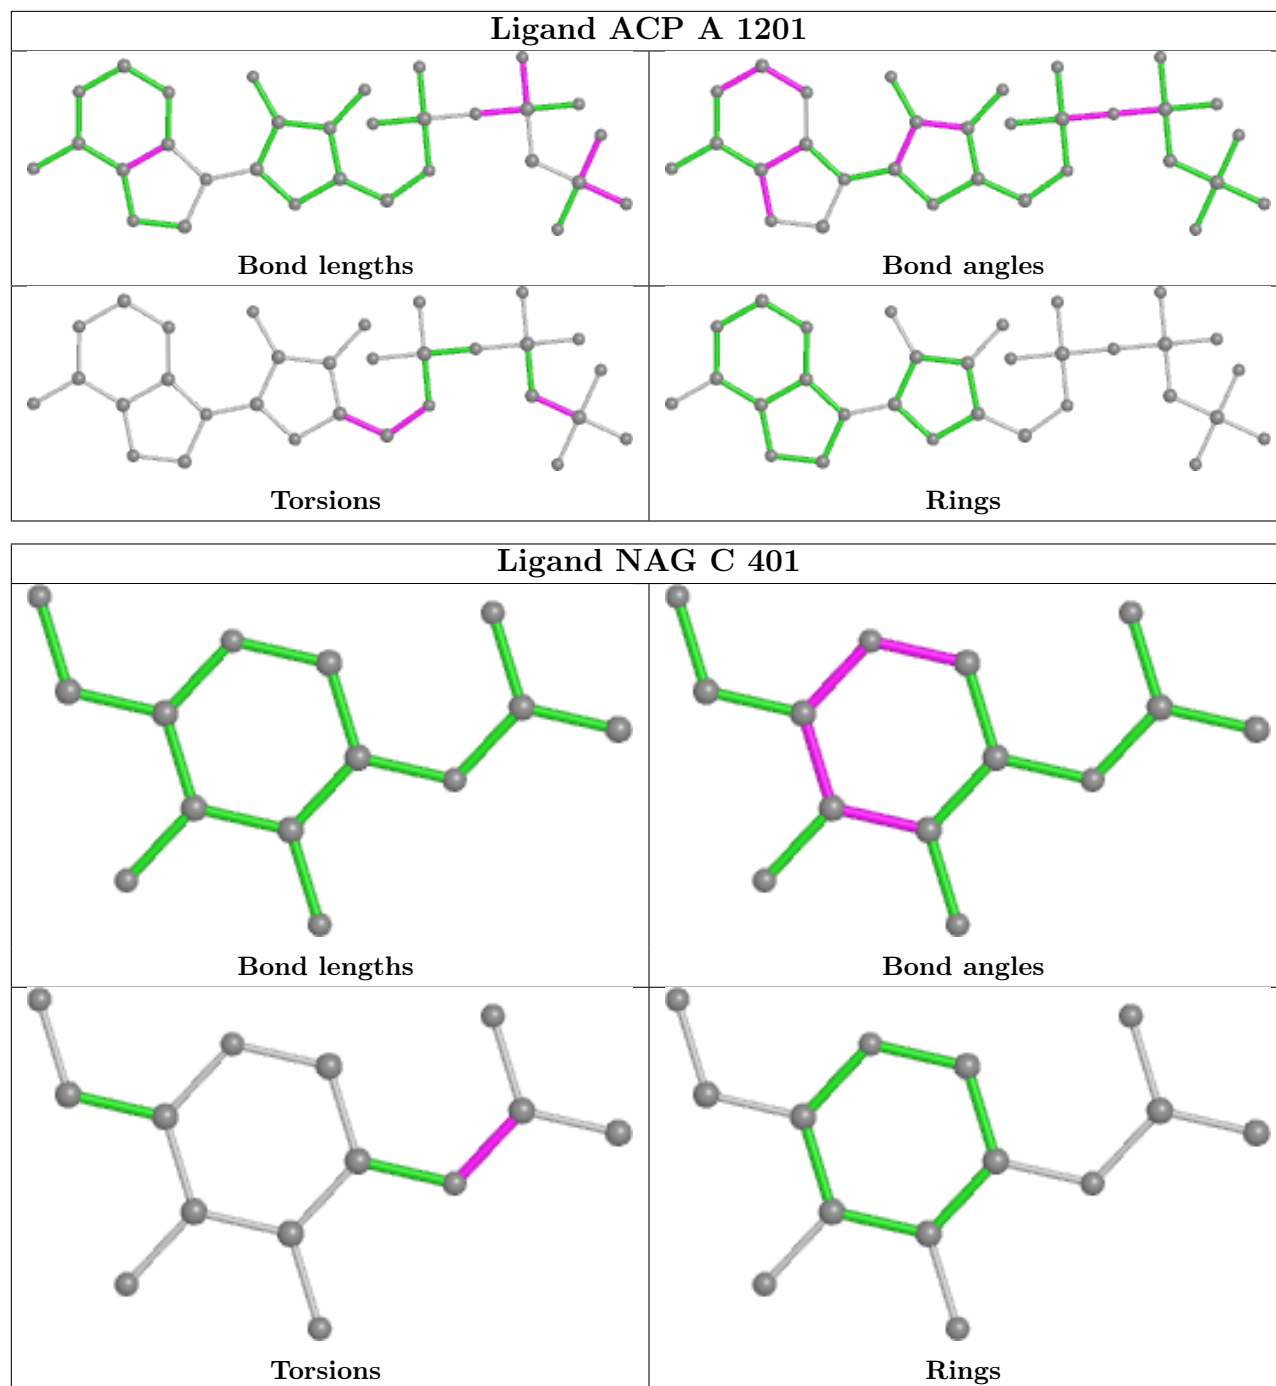 Ligand ACP A 1201
Bond lengths
Bond angles
Torsions
Rings
Ligand NAG C 401
Bond lengths
Bond angles
Torsions
Rings